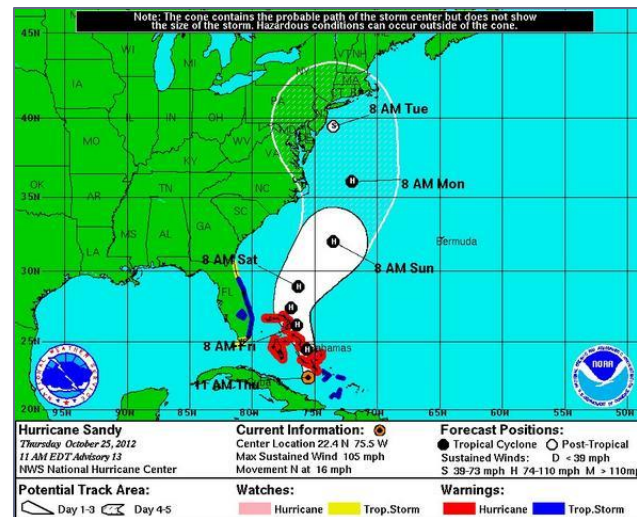 Note: The cone contains the probable path of the storm center but does not show
the size of the storm. Hazardous conditions can occur outside of the cone.
45N
WI
MI
NY
VT
NH
MA
CT
RI
IA
PA
8 AM Tue
40N
IL
IN
OH
MD
S
MO
WV
VA
KY
8 AM Mon
H
35N
OK
AR
TN
NC
SC
MS
AL
GA
LA
H
Bermuda
8 AM Sat
8 AM Sun
30N
H
FL
H
H
25N
8 AM Fri
H
Bahamas
11 AM Thu
20N
NOAA
95W
90W
85W
80W
75W
70W
65W
60W
Hurricane Sandy
Thursday October 25, 2012
11 AM EDT Advisory 13
NWS National Hurricane Center
Current Information:
Center Location 22.4 N 75.5 W
Max Sustained Wind 105 mph
Movement N at 16 mph
Forecast Positions:
Tropical Cyclone Post-Tropical
Sustained Winds: D < 39 mph
S 39-73 mph H 74-110 mph M > 110mph
Potential Track Area:
Day 1-3 Day 4-5
Watches:
Hurricane Trop.Storm
Warnings:
Hurricane Trop.Storm